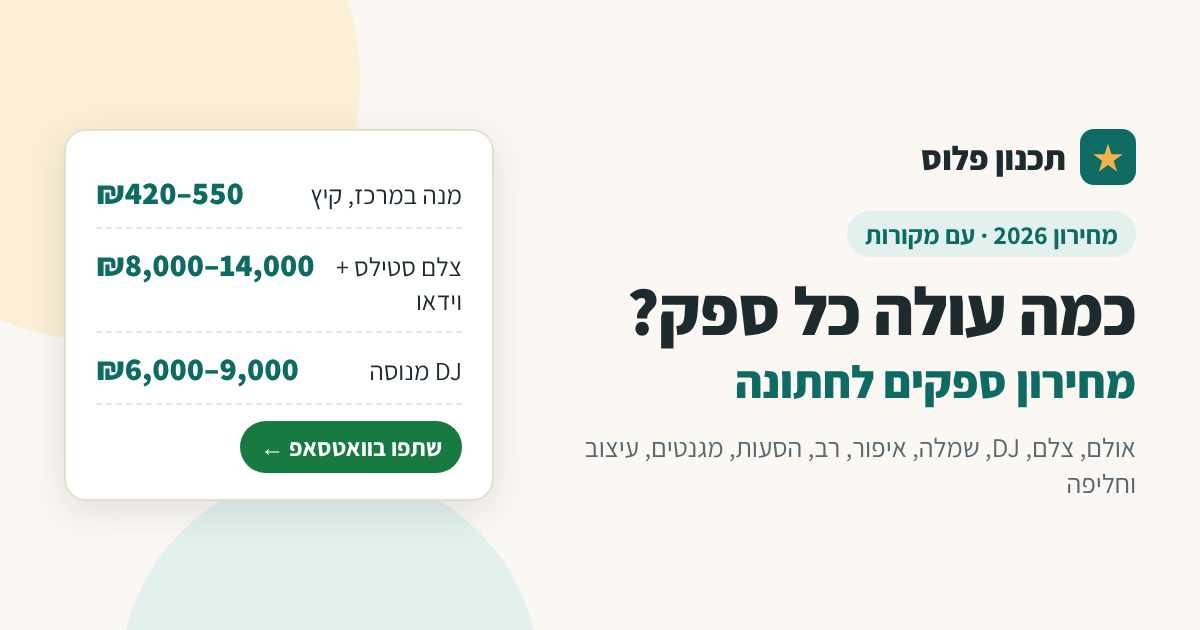 תכנון פלוס
מחירון 2026 · עם מקורות
כמה עולה כל ספק?
מחירון ספקים לחתונה
אולם, צלם, DJ, שמלה, איפור, רב, הסעות, מגנטים, עיצוב
וחליפה
מנה במרכז, קיץ ₪420–550
צלם סטילס + ₪8,000–14,000
וידאו
DJ מנוסה ₪6,000–9,000
שתפו בוואטסאפ ←